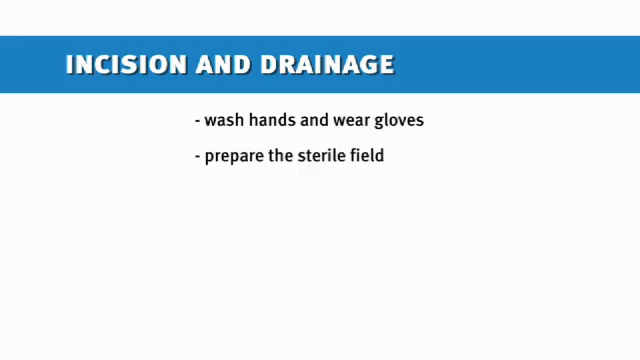 INCISION AND DRAINAGE
- wash hands and wear gloves
- prepare the sterile field